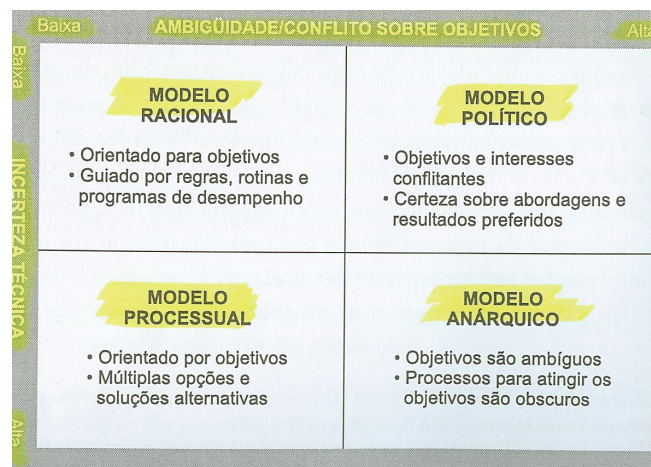 Baixa AMBIGÜIDADE/CONFLITO SOBRE OBJETIVOS Alta
Baixa
INCERTEZA TÉCNICA
Alta
MODELO
RACIONAL
• Orientado para objetivos
• Guiado por regras, rotinas e
programas de desempenho
MODELO
POLÍTICO
• Objetivos e interesses
conflitantes
• Certeza sobre abordagens e
resultados preferidos
MODELO
PROCESSUAL
• Orientado por objetivos
• Múltiplas opções e
soluções alternativas
MODELO
ANÁRQUICO
• Objetivos são ambíguos
• Processos para atingir os
objetivos são obscuros